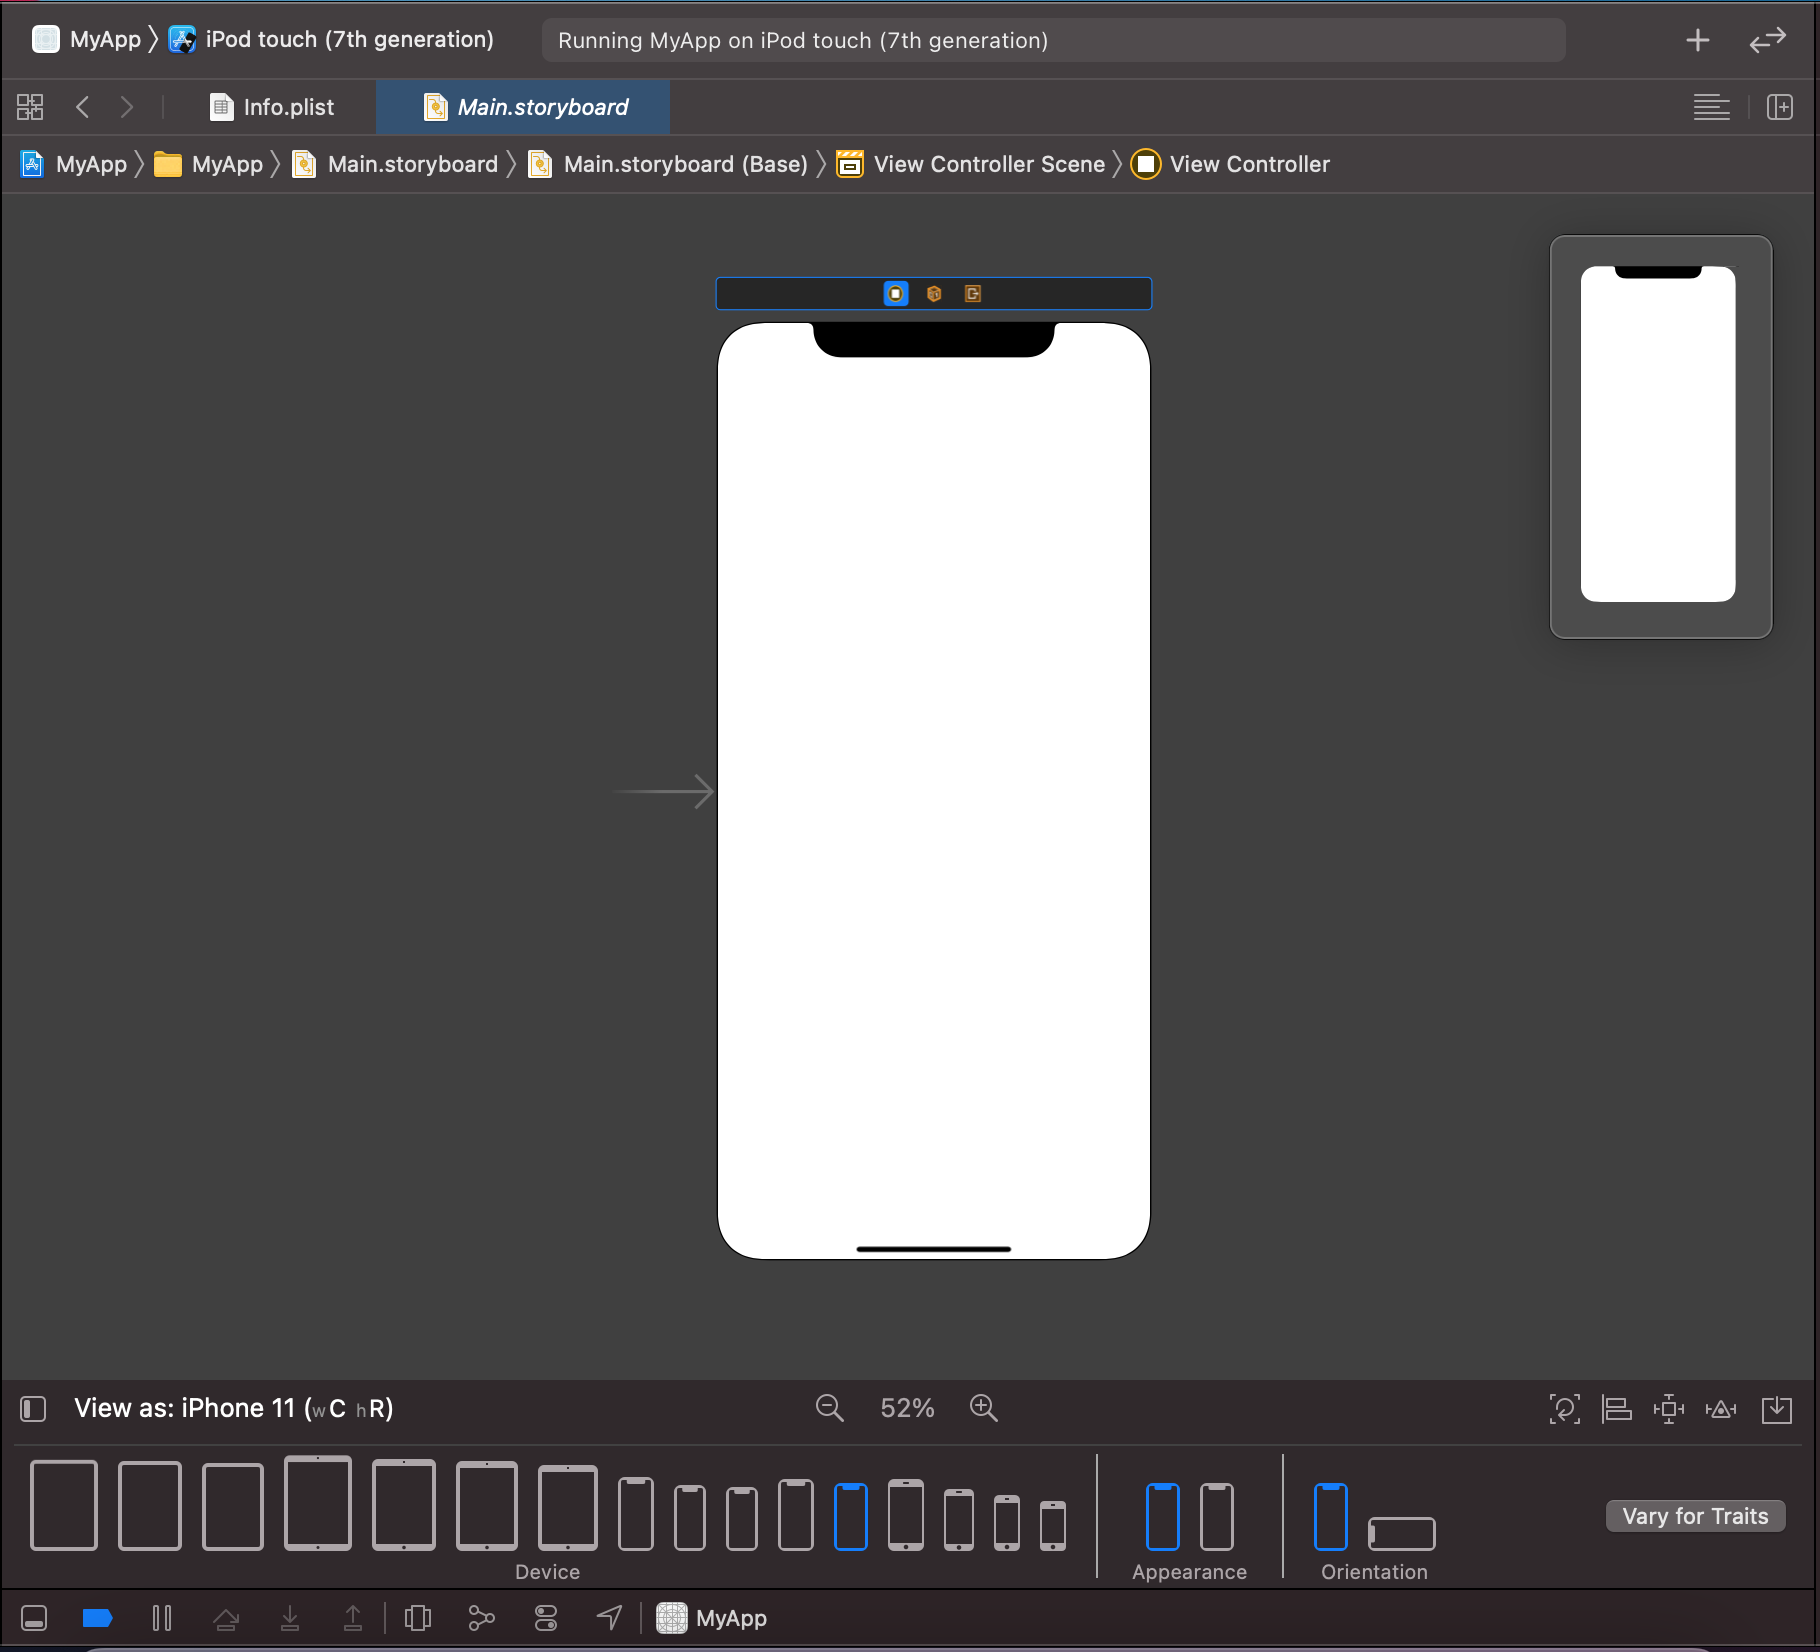 MyApp iPod touch (7th generation) Running MyApp on iPod touch (7th generation)
Info.plist Main.storyboard
MyApp MyApp Main.storyboard Main.storyboard (Base) View Controller Scene View Controller
View as: iPhone 11 (wC hR) 52%
Vary for Traits
Device Appearance Orientation
MyApp